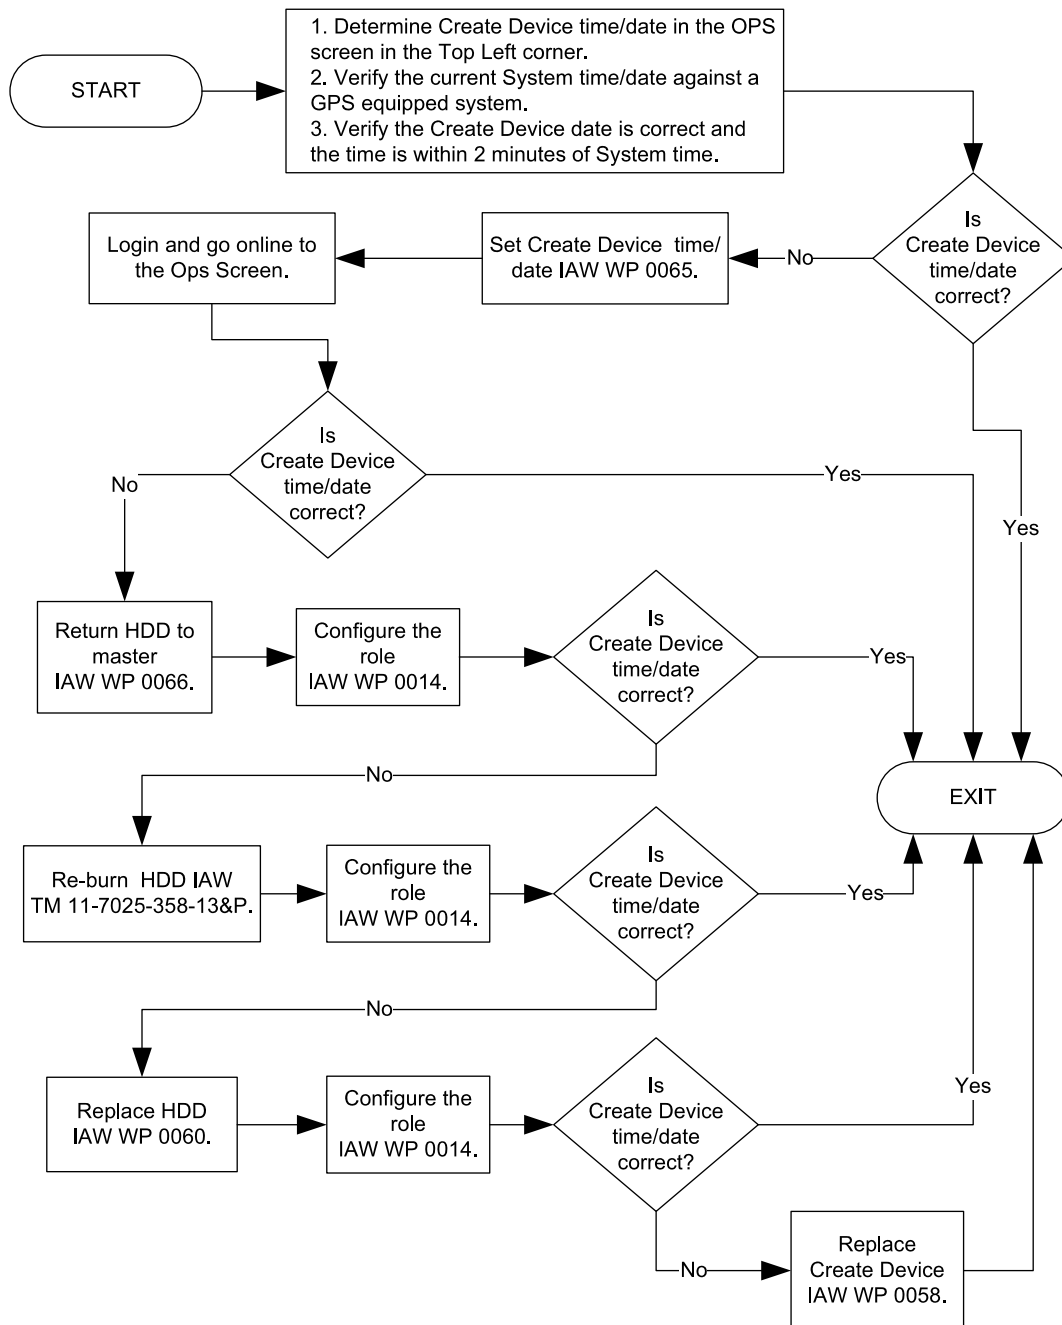 START
1. Determine Create Device time/date in the OPS
screen in the Top Left corner.
2. Verify the current System time/date against a
GPS equipped system.
3. Verify the Create Device date is correct and
the time is within 2 minutes of System time.
Is
Create Device
time/date
correct?
No
Set Create Device time/
date IAW WP 0065.
Login and go online to
the Ops Screen.
Yes
Is
Create Device
time/date
correct?
Yes
No
Return HDD to
master
IAW WP 0066.
Configure the
role
IAW WP 0014.
Is
Create Device
time/date
correct?
Yes
No
EXIT
Re-burn HDD IAW
TM 11-7025-358-13&P.
Configure the
role
IAW WP 0014.
Is
Create Device
time/date
correct?
Yes
No
Replace HDD
IAW WP 0060.
Configure the
role
IAW WP 0014.
Is
Create Device
time/date
correct?
Yes
No
Replace
Create Device
IAW WP 0058.